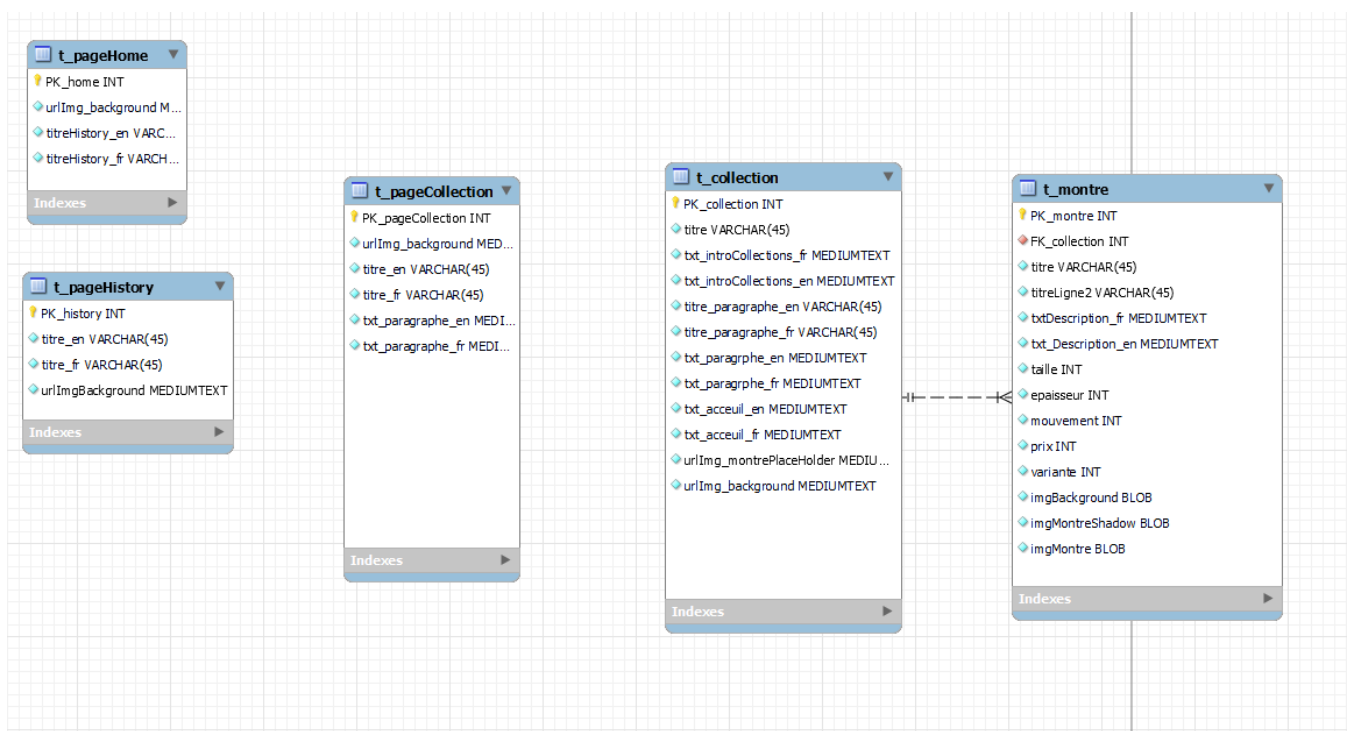 t_pageHome
PK_home INT
urlImg_background M...
titreHistory_en VARC...
titreHistory_fr VARCH...
Indexes
t_pageHistory
PK_history INT
titre_en VARCHAR(45)
titre_fr VARCHAR(45)
urlImgBackground MEDIUMTEXT
Indexes
t_pageCollection
PK_pageCollection INT
urlImg_background MED...
titre_en VARCHAR(45)
titre_fr VARCHAR(45)
txt_paragraphe_en MEDI...
txt_paragraphe_fr MEDI...
Indexes
t_collection
PK_collection INT
titre VARCHAR(45)
txt_introCollections_fr MEDIUMTEXT
txt_introCollections_en MEDIUMTEXT
titre_paragraphe_en VARCHAR(45)
titre_paragraphe_fr VARCHAR(45)
txt_paragrphe_en MEDIUMTEXT
txt_paragrphe_fr MEDIUMTEXT
txt_acceuil_en MEDIUMTEXT
txt_acceuil_fr MEDIUMTEXT
urlImg_montrePlaceHolder MEDIU...
urlImg_background MEDIUMTEXT
Indexes
t_montre
PK_montre INT
FK_collection INT
titre VARCHAR(45)
titreLigne2 VARCHAR(45)
txtDescription_fr MEDIUMTEXT
txt_Description_en MEDIUMTEXT
taille INT
epaisseur INT
mouvement INT
prix INT
variante INT
imgBackground BLOB
imgMontreShadow BLOB
imgMontre BLOB
Indexes